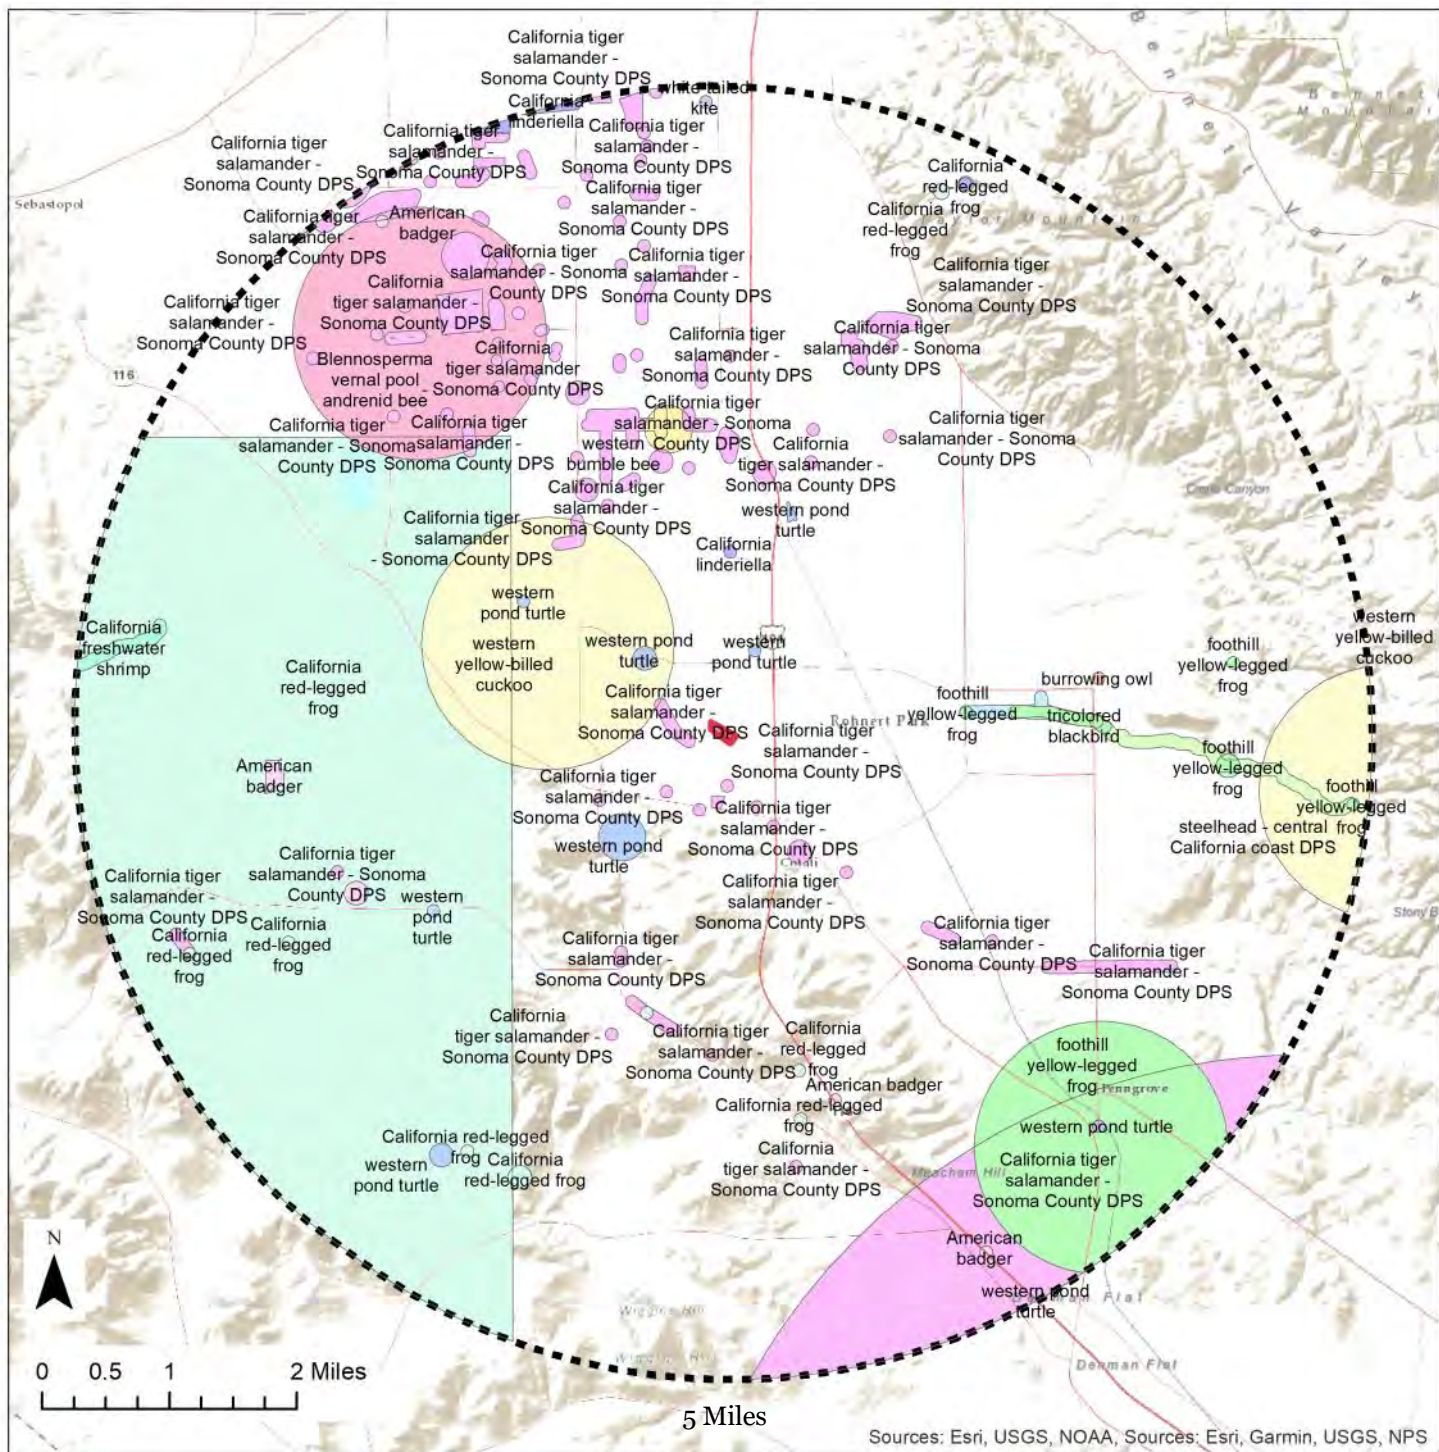 California tiger
salamander -
Sonoma County DPS
white-tailed
kite
California
linderiella
California tiger
salamander -
Sonoma County DPS
California tiger
salamander -
Sonoma County DPS
California tiger
salamander -
Sonoma County DPS
Bennett
Mountain
Bennett Valley
Sebastopol
California
red-legged
frog
California
red-legged
frog
Taylor Mountain
California tiger
salamander -
Sonoma County DPS
California tiger
salamander -
Sonoma County DPS
American
badger
California tiger
salamander - Sonoma
County DPS
California tiger
salamander -
Sonoma County DPS
California tiger
salamander -
Sonoma County DPS
California
tiger salamander -
Sonoma County DPS
California tiger
salamander -
Sonoma County DPS
California tiger
salamander -
Sonoma County DPS
California tiger
salamander - Sonoma
County DPS
116
Blennosperma
vernal pool
andrenid bee
California
tiger salamander -
Sonoma County DPS
California tiger
salamander - Sonoma
County DPS
California tiger
salamander -
Sonoma County DPS
California tiger
salamander - Sonoma
County DPS
western
bumble bee
California
tiger salamander -
Sonoma County DPS
California tiger
salamander - Sonoma
County DPS
California tiger
salamander -
Sonoma County DPS
western pond
turtle
California tiger
salamander
- Sonoma County DPS
California
linderiella
western
pond turtle
California
freshwater
shrimp
California
red-legged
frog
western
yellow-billed
cuckoo
western pond
turtle
western
pond turtle
101
foothill
yellow-legged
frog
western
yellow-billed
cuckoo
burrowing owl
foothill
yellow-legged
frog
tricolored
blackbird
Rohnert Park
California tiger
salamander -
Sonoma County DPS
California tiger
salamander -
Sonoma County DPS
foothill
yellow-legged
frog
foothill
yellow-legged
frog
steelhead - central
California coast DPS
American
badger
California tiger
salamander -
Sonoma County DPS
California tiger
salamander -
Sonoma County DPS
western pond
turtle
Cotati
California tiger
salamander - Sonoma
County DPS
California tiger
salamander -
Sonoma County DPS
California
red-legged
frog
California
red-legged
frog
western
pond
turtle
California tiger
salamander -
Sonoma County DPS
Stony B
California tiger
salamander -
Sonoma County DPS
California tiger
salamander -
Sonoma County DPS
California tiger
salamander -
Sonoma County DPS
California
tiger salamander -
Sonoma County DPS
California tiger
salamander -
Sonoma County DPS
California
red-legged
frog
American badger
California red-legged
frog
California
tiger salamander -
Sonoma County DPS
foothill
yellow-legged
frog
Penngrove
western pond turtle
California tiger
salamander -
Sonoma County DPS
Meacham Hill
California red-legged
frog
western
pond turtle
California
red-legged frog
American
badger
western pond
turtle
Denman Flat
Wiggins Hill
Wiggins Hill
Denman Flat
N
0 0.5 1 2 Miles
5 Miles
Sources: Esri, USGS, NOAA, Sources: Esri, Garmin, USGS, NPS